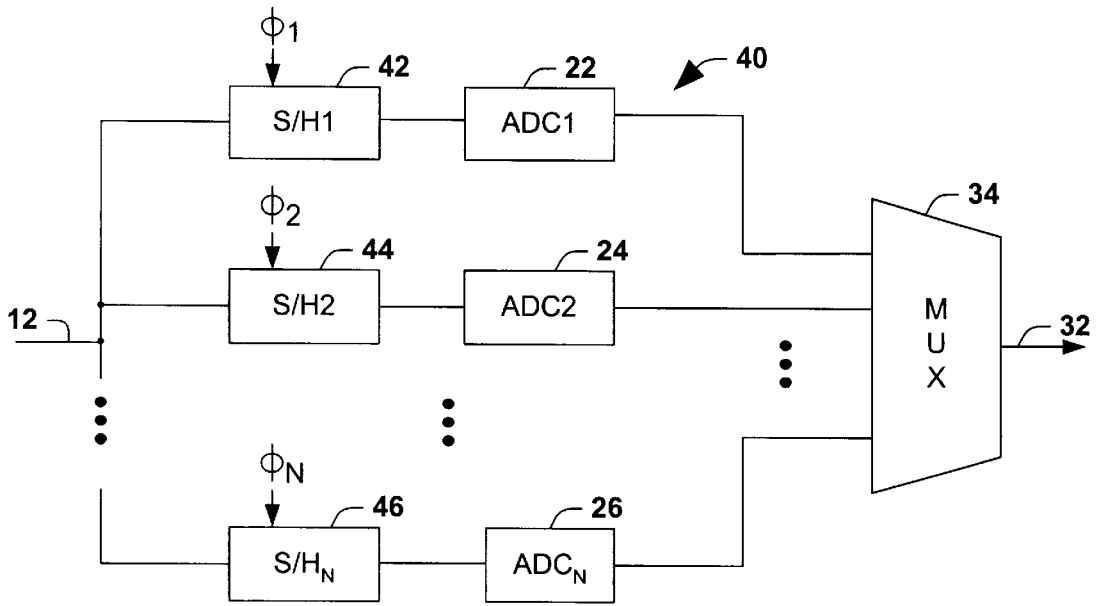 ϕ1
42
22
40
S/H1
ADC1
ϕ2
34
44
24
S/H2
ADC2
12
M
U
X
32
ϕN
46
26
S/HN
ADCN